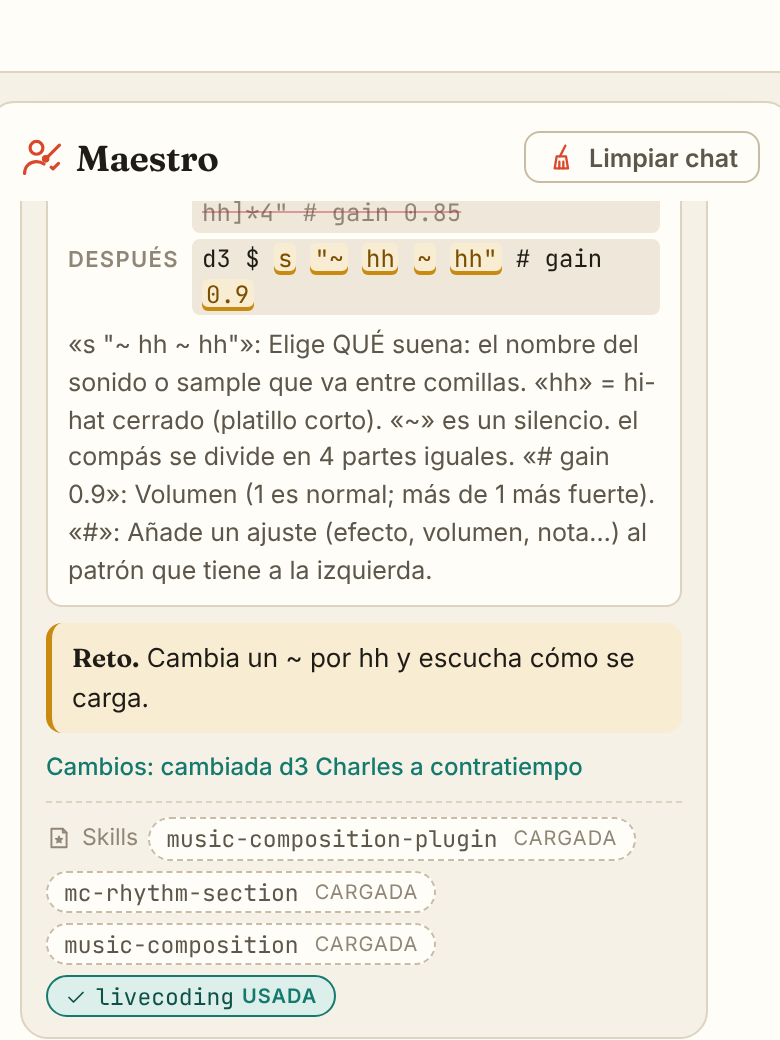 Maestro
Limpiar chat
hh]*4" # gain 0.85
DESPUÉS
d3 $ s "~ hh ~ hh" # gain
0.9
«s "~ hh ~ hh"»: Elige QUÉ suena: el nombre del
sonido o sample que va entre comillas. «hh» = hi-
hat cerrado (platillo corto). «~» es un silencio. el
compás se divide en 4 partes iguales. «# gain
0.9»: Volumen (1 es normal; más de 1 más fuerte).
«#»: Añade un ajuste (efecto, volumen, nota...) al
patrón que tiene a la izquierda.
Reto. Cambia un ~ por hh y escucha cómo se
carga.
Cambios: cambiada d3 Charles a contratiempo
Skills music-composition-plugin CARGADA
mc-rhythm-section CARGADA
music-composition CARGADA
livecoding USADA